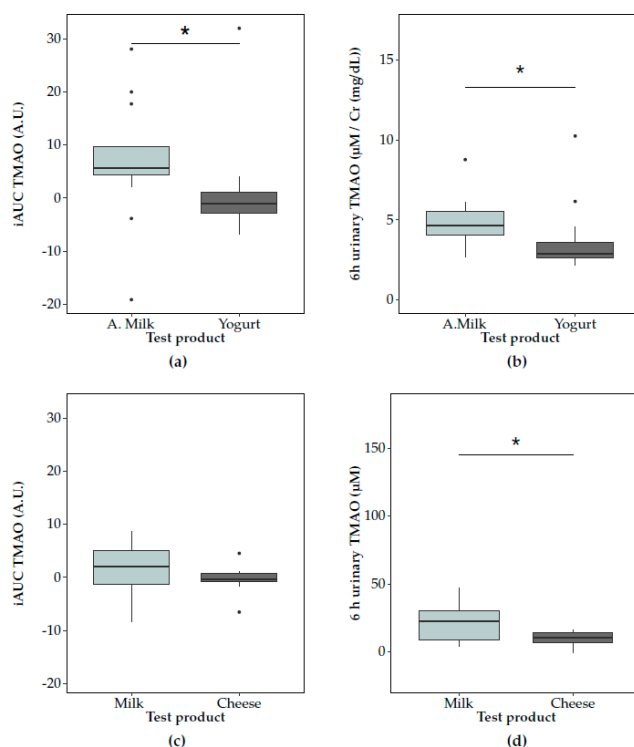 iAUC TMAO (A.U.)
30
20
10
0
-10
-20
*
A. Milk Yogurt
Test product
(a)
6h urinary TMAO (µM / Cr (mg/dL))
15
10
5
0
*
A.Milk Yogurt
Test product
(b)
iAUC TMAO (A.U.)
30
20
10
0
-10
-20
Milk Cheese
Test product
(c)
6 h urinary TMAO (µM)
150
100
50
0
*
Milk Cheese
Test product
(d)